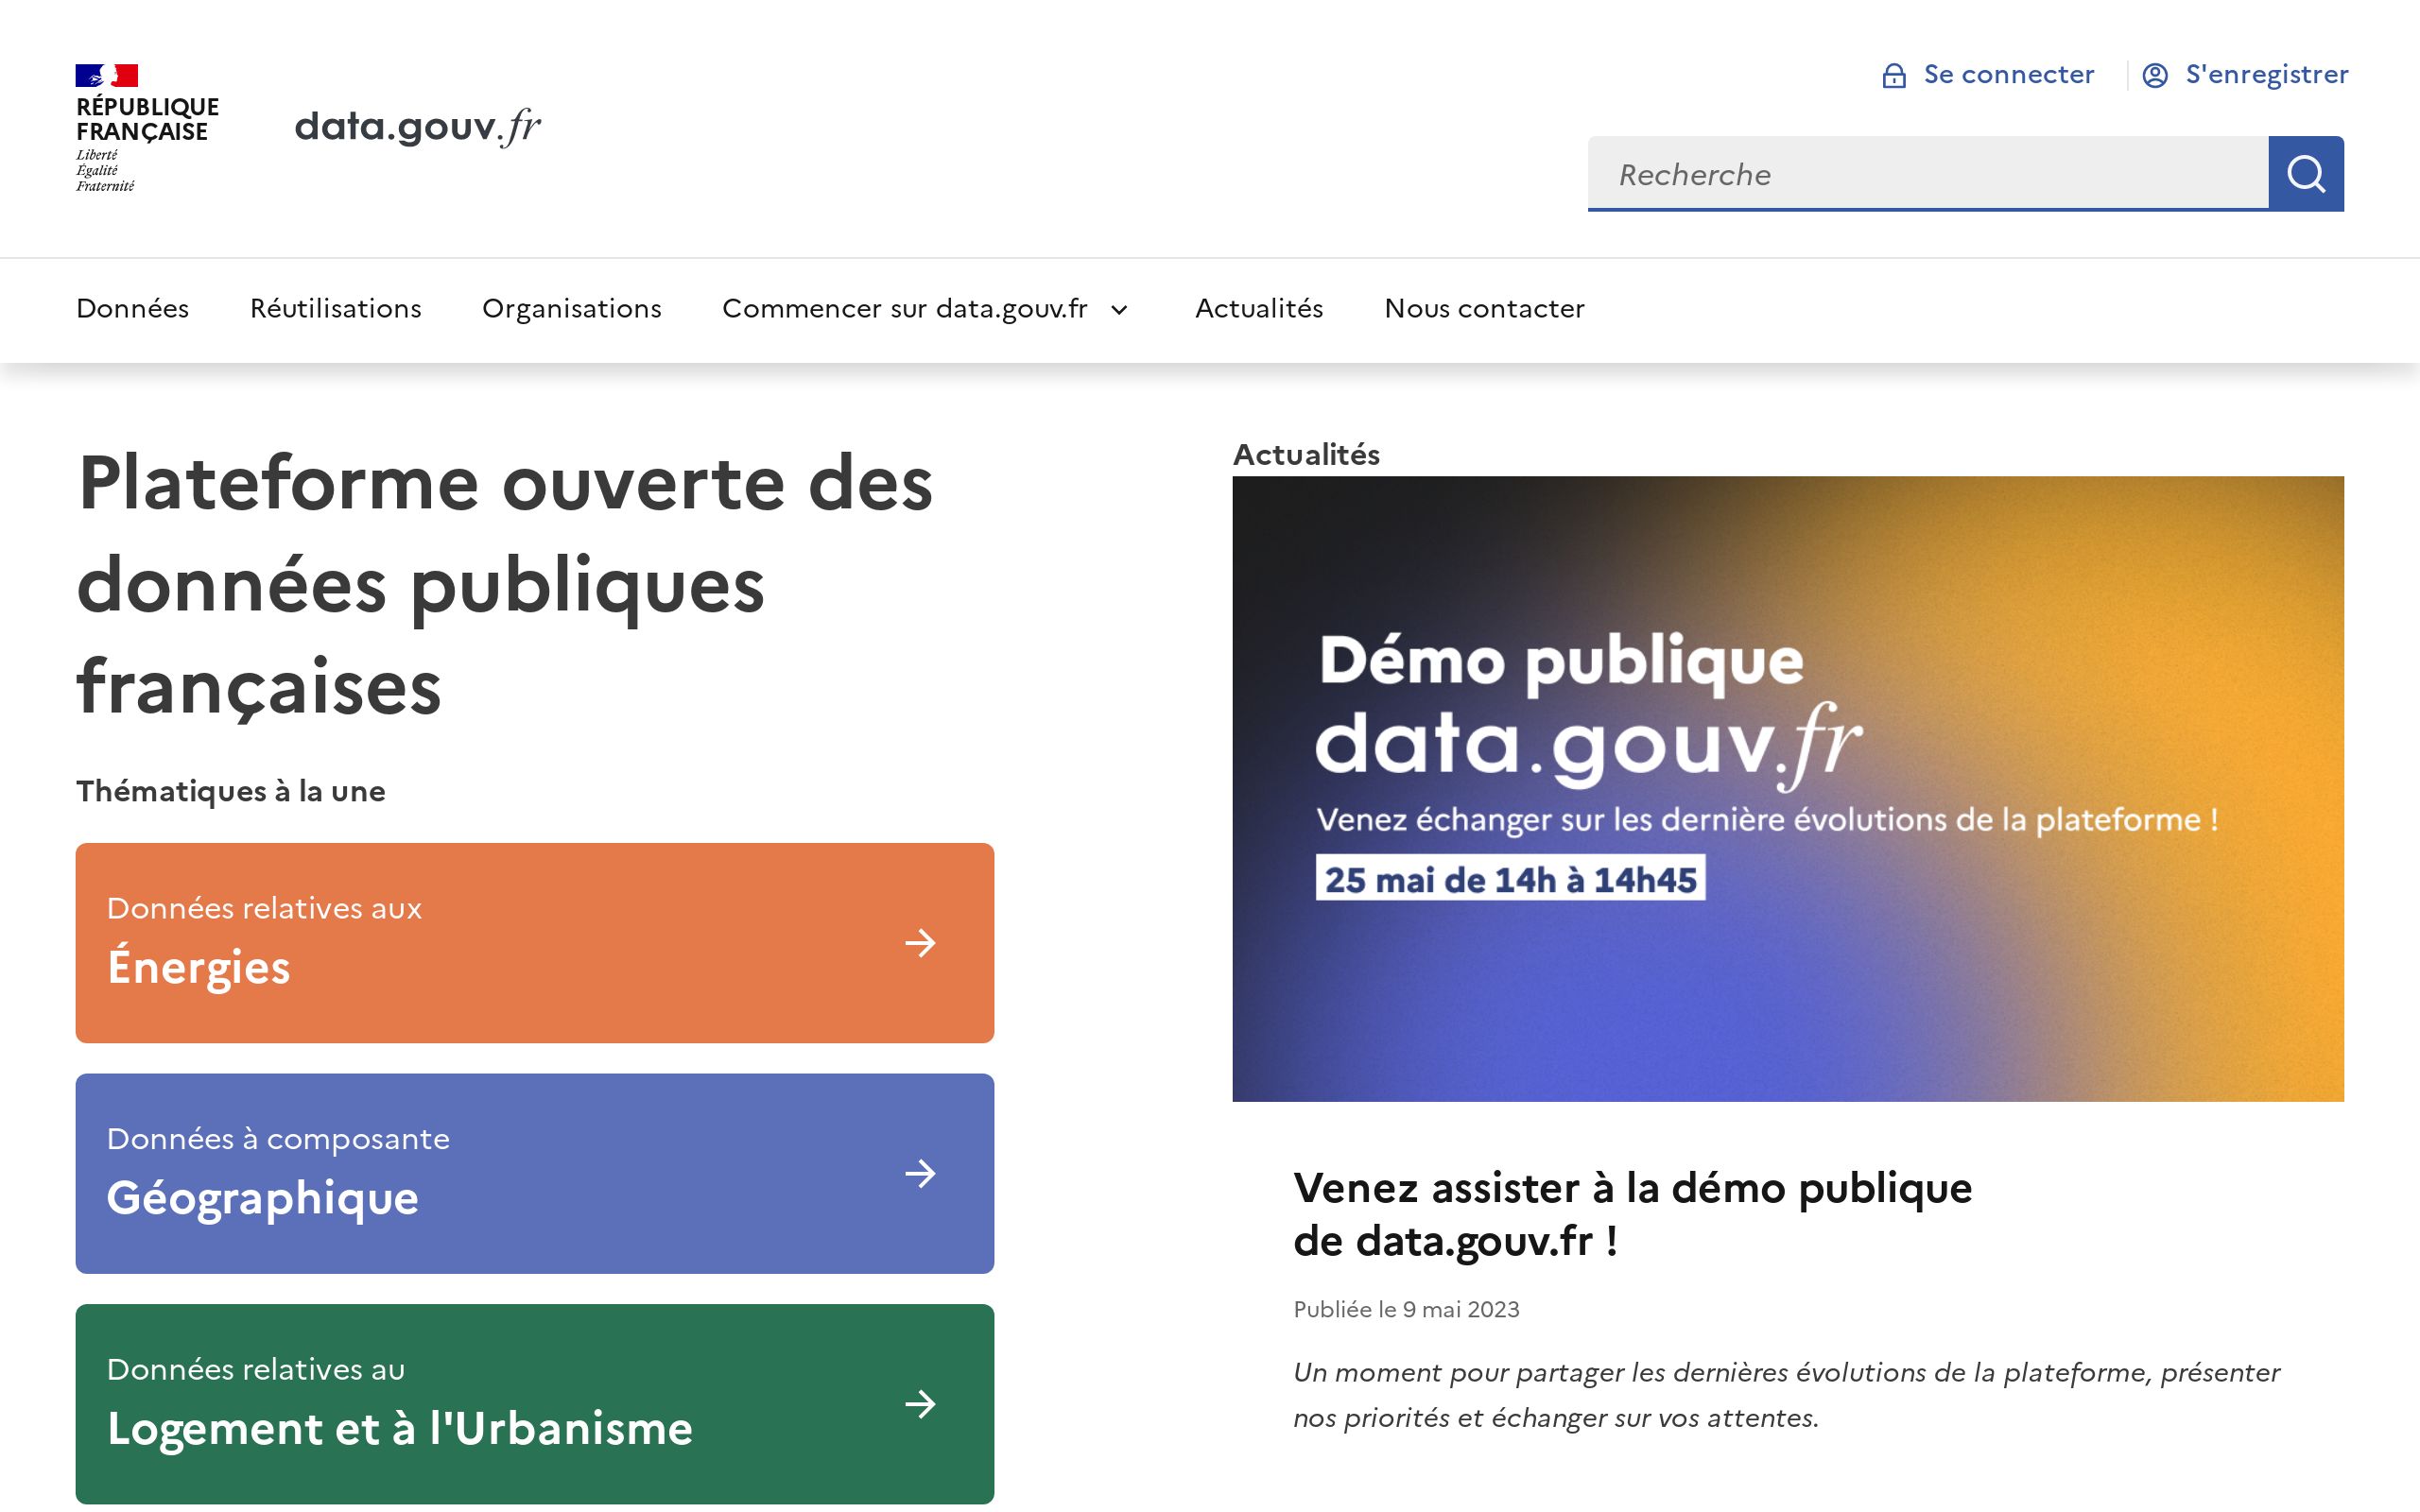 RÉPUBLIQUE
FRANÇAISE
Liberté
Égalité
Fraternité
data.gouv.fr
Se connecter
S'enregistrer
Recherche
Données
Réutilisations
Organisations
Commencer sur data.gouv.fr
Actualités
Nous contacter
Plateforme ouverte des
données publiques
françaises
Thématiques à la une
Données relatives aux
Énergies
Données à composante
Géographique
Données relatives au
Logement et à l'Urbanisme
Actualités
Démo publique
data.gouv.fr
Venez échanger sur les dernière évolutions de la plateforme !
25 mai de 14h à 14h45
Venez assister à la démo publique
de data.gouv.fr !
Publiée le 9 mai 2023
Un moment pour partager les dernières évolutions de la plateforme, présenter
nos priorités et échanger sur vos attentes.